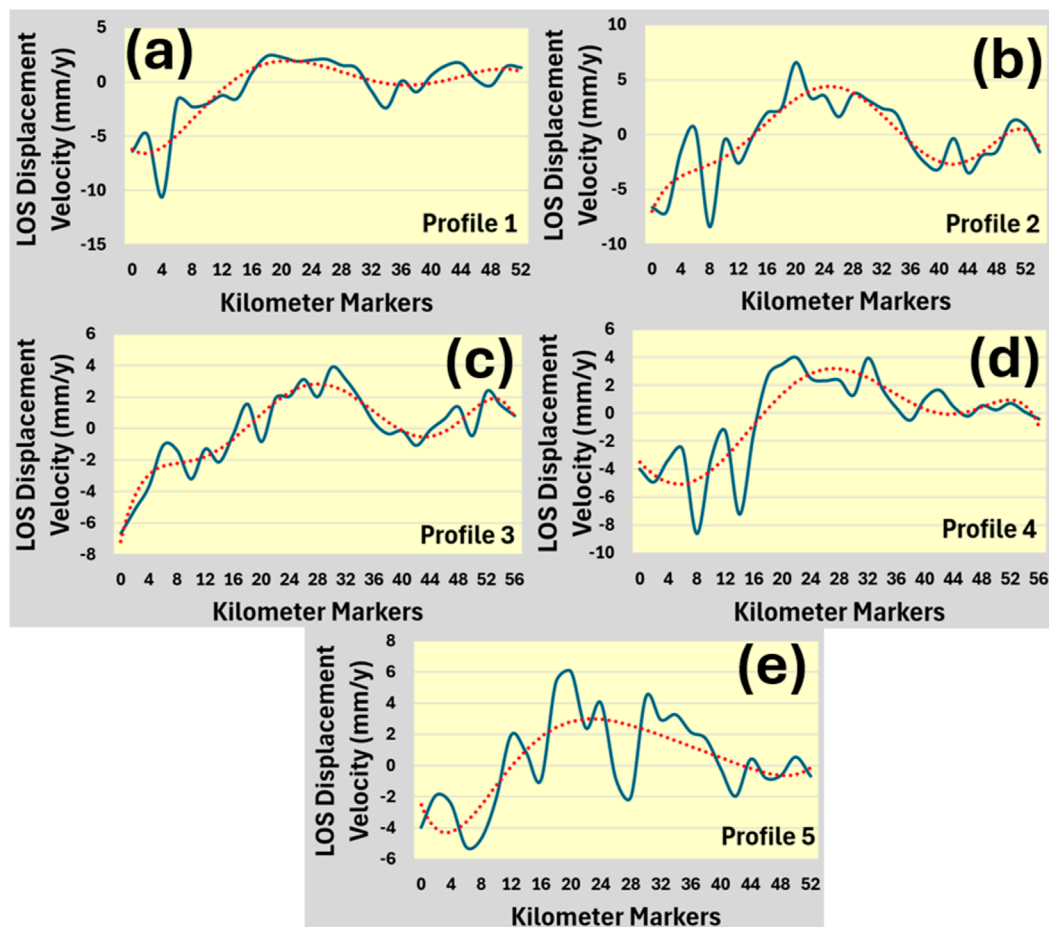 (a)
LOS Displacement
Velocity (mm/y)
5
0
-5
-10
-15
Profile 1
0 4 8 12 16 20 24 28 32 36 40 44 48 52
Kilometer Markers
(b)
LOS Displacement
Velocity (mm/y)
10
5
0
-5
-10
Profile 2
0 4 8 12 16 20 24 28 32 36 40 44 48 52
Kilometer Markers
(c)
LOS Displacement
Velocity (mm/y)
6
4
2
0
-2
-4
-6
-8
Profile 3
0 4 8 12 16 20 24 28 32 36 40 44 48 52 56
Kilometer Markers
(d)
LOS Displacement
Velocity (mm/y)
6
4
2
0
-2
-4
-6
-8
-10
Profile 4
0 4 8 12 16 20 24 28 32 36 40 44 48 52 56
Kilometer Markers
(e)
LOS Displacement
Velocity (mm/y)
8
6
4
2
0
-2
-4
-6
Profile 5
0 4 8 12 16 20 24 28 32 36 40 44 48 52
Kilometer Markers